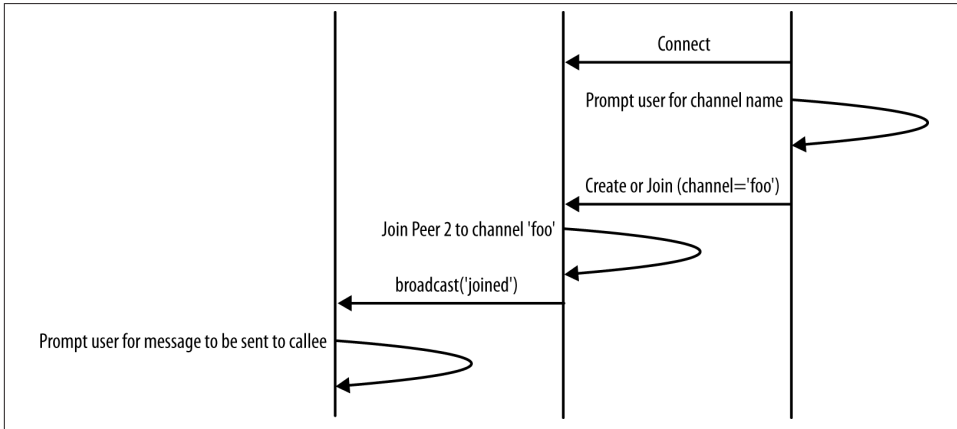 Connect
Prompt user for channel name
Create or Join (channel='foo')
Join Peer 2 to channel 'foo'
broadcast('joined')
Prompt user for message to be sent to callee